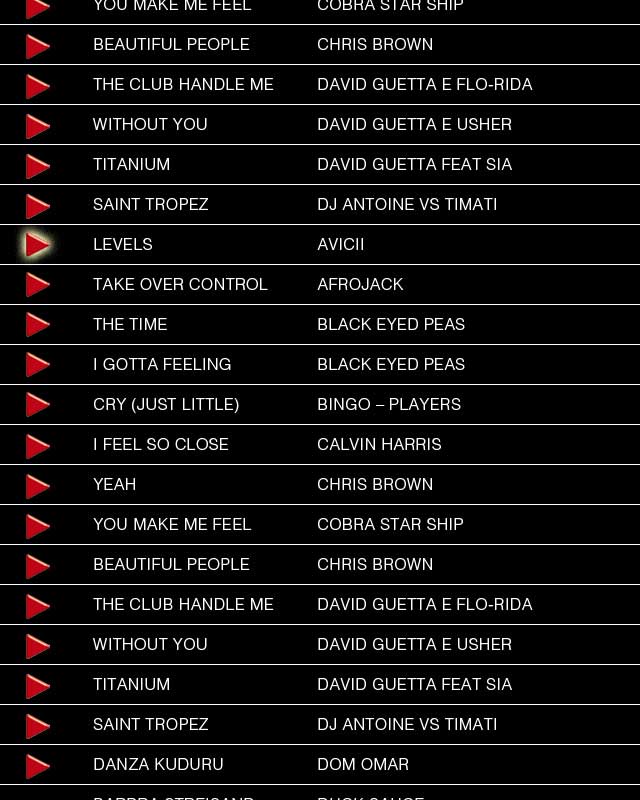 YOU MAKE ME FEEL COBRA STAR SHIP
BEAUTIFUL PEOPLE CHRIS BROWN
THE CLUB HANDLE ME DAVID GUETTA E FLO-RIDA
WITHOUT YOU DAVID GUETTA E USHER
TITANIUM DAVID GUETTA FEAT SIA
SAINT TROPEZ DJ ANTOINE VS TIMATI
LEVELS AVICII
TAKE OVER CONTROL AFROJACK
THE TIME BLACK EYED PEAS
I GOTTA FEELING BLACK EYED PEAS
CRY (JUST LITTLE) BINGO – PLAYERS
I FEEL SO CLOSE CALVIN HARRIS
YEAH CHRIS BROWN
YOU MAKE ME FEEL COBRA STAR SHIP
BEAUTIFUL PEOPLE CHRIS BROWN
THE CLUB HANDLE ME DAVID GUETTA E FLO-RIDA
WITHOUT YOU DAVID GUETTA E USHER
TITANIUM DAVID GUETTA FEAT SIA
SAINT TROPEZ DJ ANTOINE VS TIMATI
DANZA KUDURU DOM OMAR
BARBRA STREISAND DUCK SAUCE